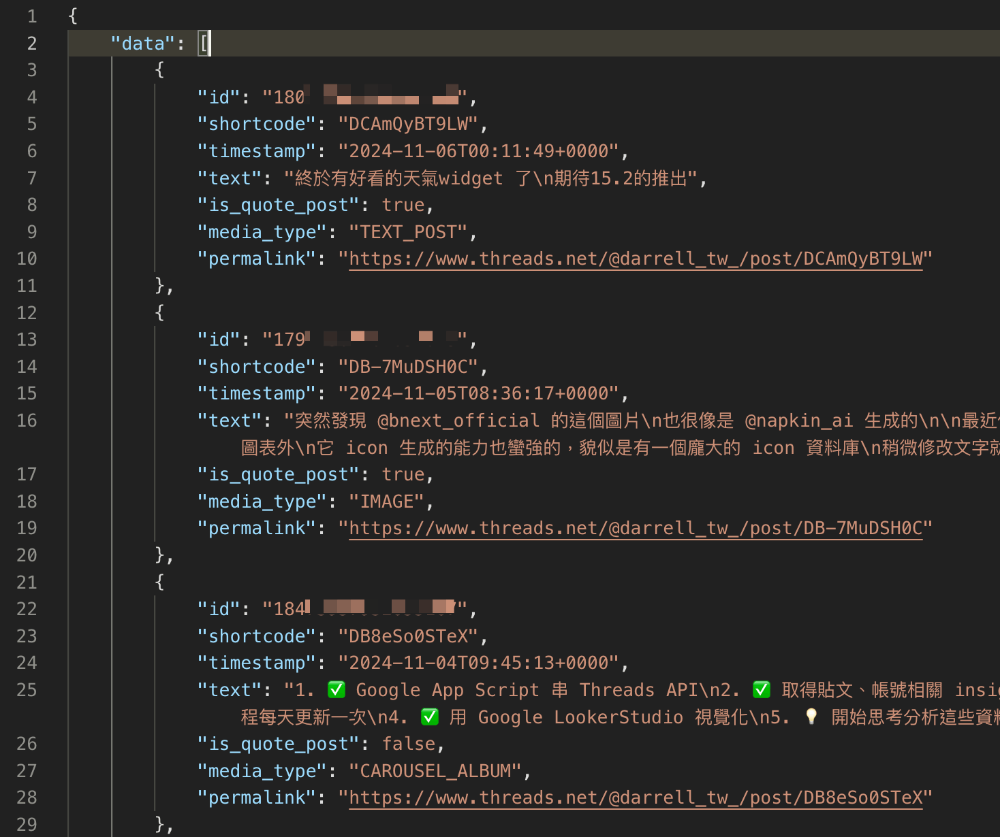 1 {
2 "data": [
3 {
4 "id": "180 ",
5 "shortcode": "DCAmQyBT9LW",
6 "timestamp": "2024-11-06T00:11:49+0000",
7 "text": "終於有好看的天氣widget 了\n期待15.2的推出",
8 "is_quote_post": true,
9 "media_type": "TEXT_POST",
10 "permalink": "https://www.threads.net/@darrell_tw_/post/DCAmQyBT9LW"
11 },
12 {
13 "id": "179 ",
14 "shortcode": "DB-7MuDSH0C",
15 "timestamp": "2024-11-05T08:36:17+0000",
16 "text": "突然發現 @bnext_official 的這個圖片\n也很像是 @napkin_ai 生成的\n\n最近
圖表外\n它 icon 生成的能力也蠻強的，貌似是有一個龐大的 icon 資料庫\n稍微修改文字就
17 "is_quote_post": true,
18 "media_type": "IMAGE",
19 "permalink": "https://www.threads.net/@darrell_tw_/post/DB-7MuDSH0C"
20 },
21 {
22 "id": "184 ",
23 "shortcode": "DB8eSo0STeX",
24 "timestamp": "2024-11-04T09:45:13+0000",
25 "text": "1. ✅ Google App Script 串 Threads API\n2. ✅ 取得貼文、帳號相關 insi
程每天更新一次\n4. ✅ 用 Google LookerStudio 視覺化\n5. 💡 開始思考分析這些資料
26 "is_quote_post": false,
27 "media_type": "CAROUSEL_ALBUM",
28 "permalink": "https://www.threads.net/@darrell_tw_/post/DB8eSo0STeX"
29 },